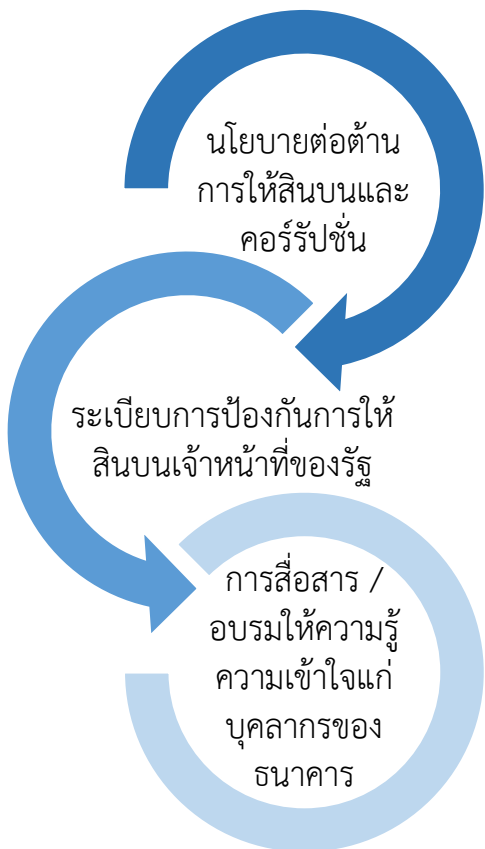 นโยบายต่อต้าน
การให้สินบนและ
คอร์รัปชั่น
ระเบียบการป้องกันการให้
สินบนเจ้าหน้าที่ของรัฐ
การสื่อสาร /
อบรมให้ความรู้
ความเข้าใจแก่
บุคลากรของ
ธนาคาร